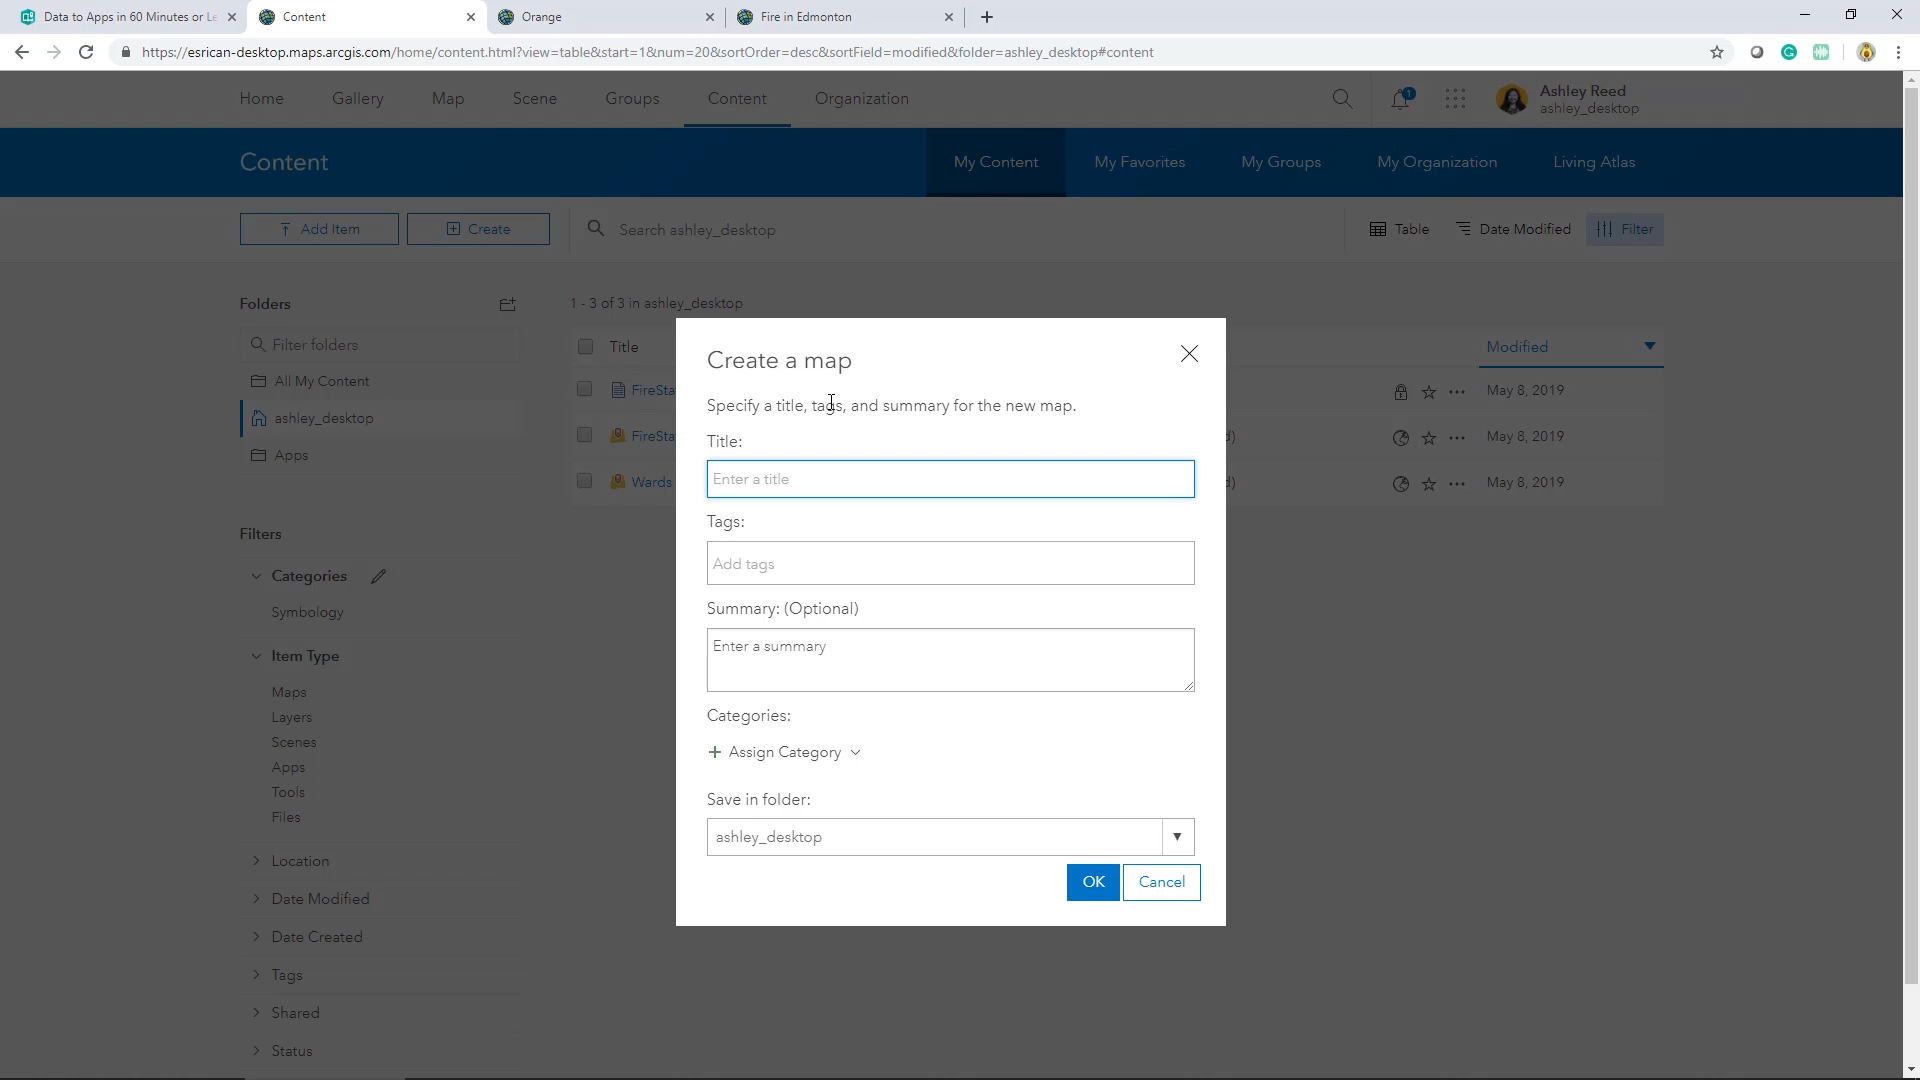 Data to Apps in 60 Minutes or Le
Content
Orange
Fire in Edmonton
https://esrican-desktop.maps.arcgis.com/home/content.html?view=table&start=1&num=20&sortOrder=desc&sortField=modified&folder=ashley_desktop#content
Home Gallery Map Scene Groups Content Organization
1
Ashley Reed
ashley_desktop
Content
My Content My Favorites My Groups My Organization Living Atlas
Add Item Create Search ashley_desktop Table Date Modified Filter
Folders
1 - 3 of 3 in ashley_desktop
Filter folders
Title
Modified
All My Content
FireSta
May 8, 2019
ashley_desktop
FireSta
d)
May 8, 2019
Apps
Wards
d)
May 8, 2019
Filters
Categories
Symbology
Item Type
Maps
Layers
Scenes
Apps
Tools
Files
Location
Date Modified
Date Created
Tags
Shared
Status
Create a map
Specify a title, tags, and summary for the new map.
Title:
Enter a title
Tags:
Add tags
Summary: (Optional)
Enter a summary
Categories:
+ Assign Category
Save in folder:
ashley_desktop
OK Cancel